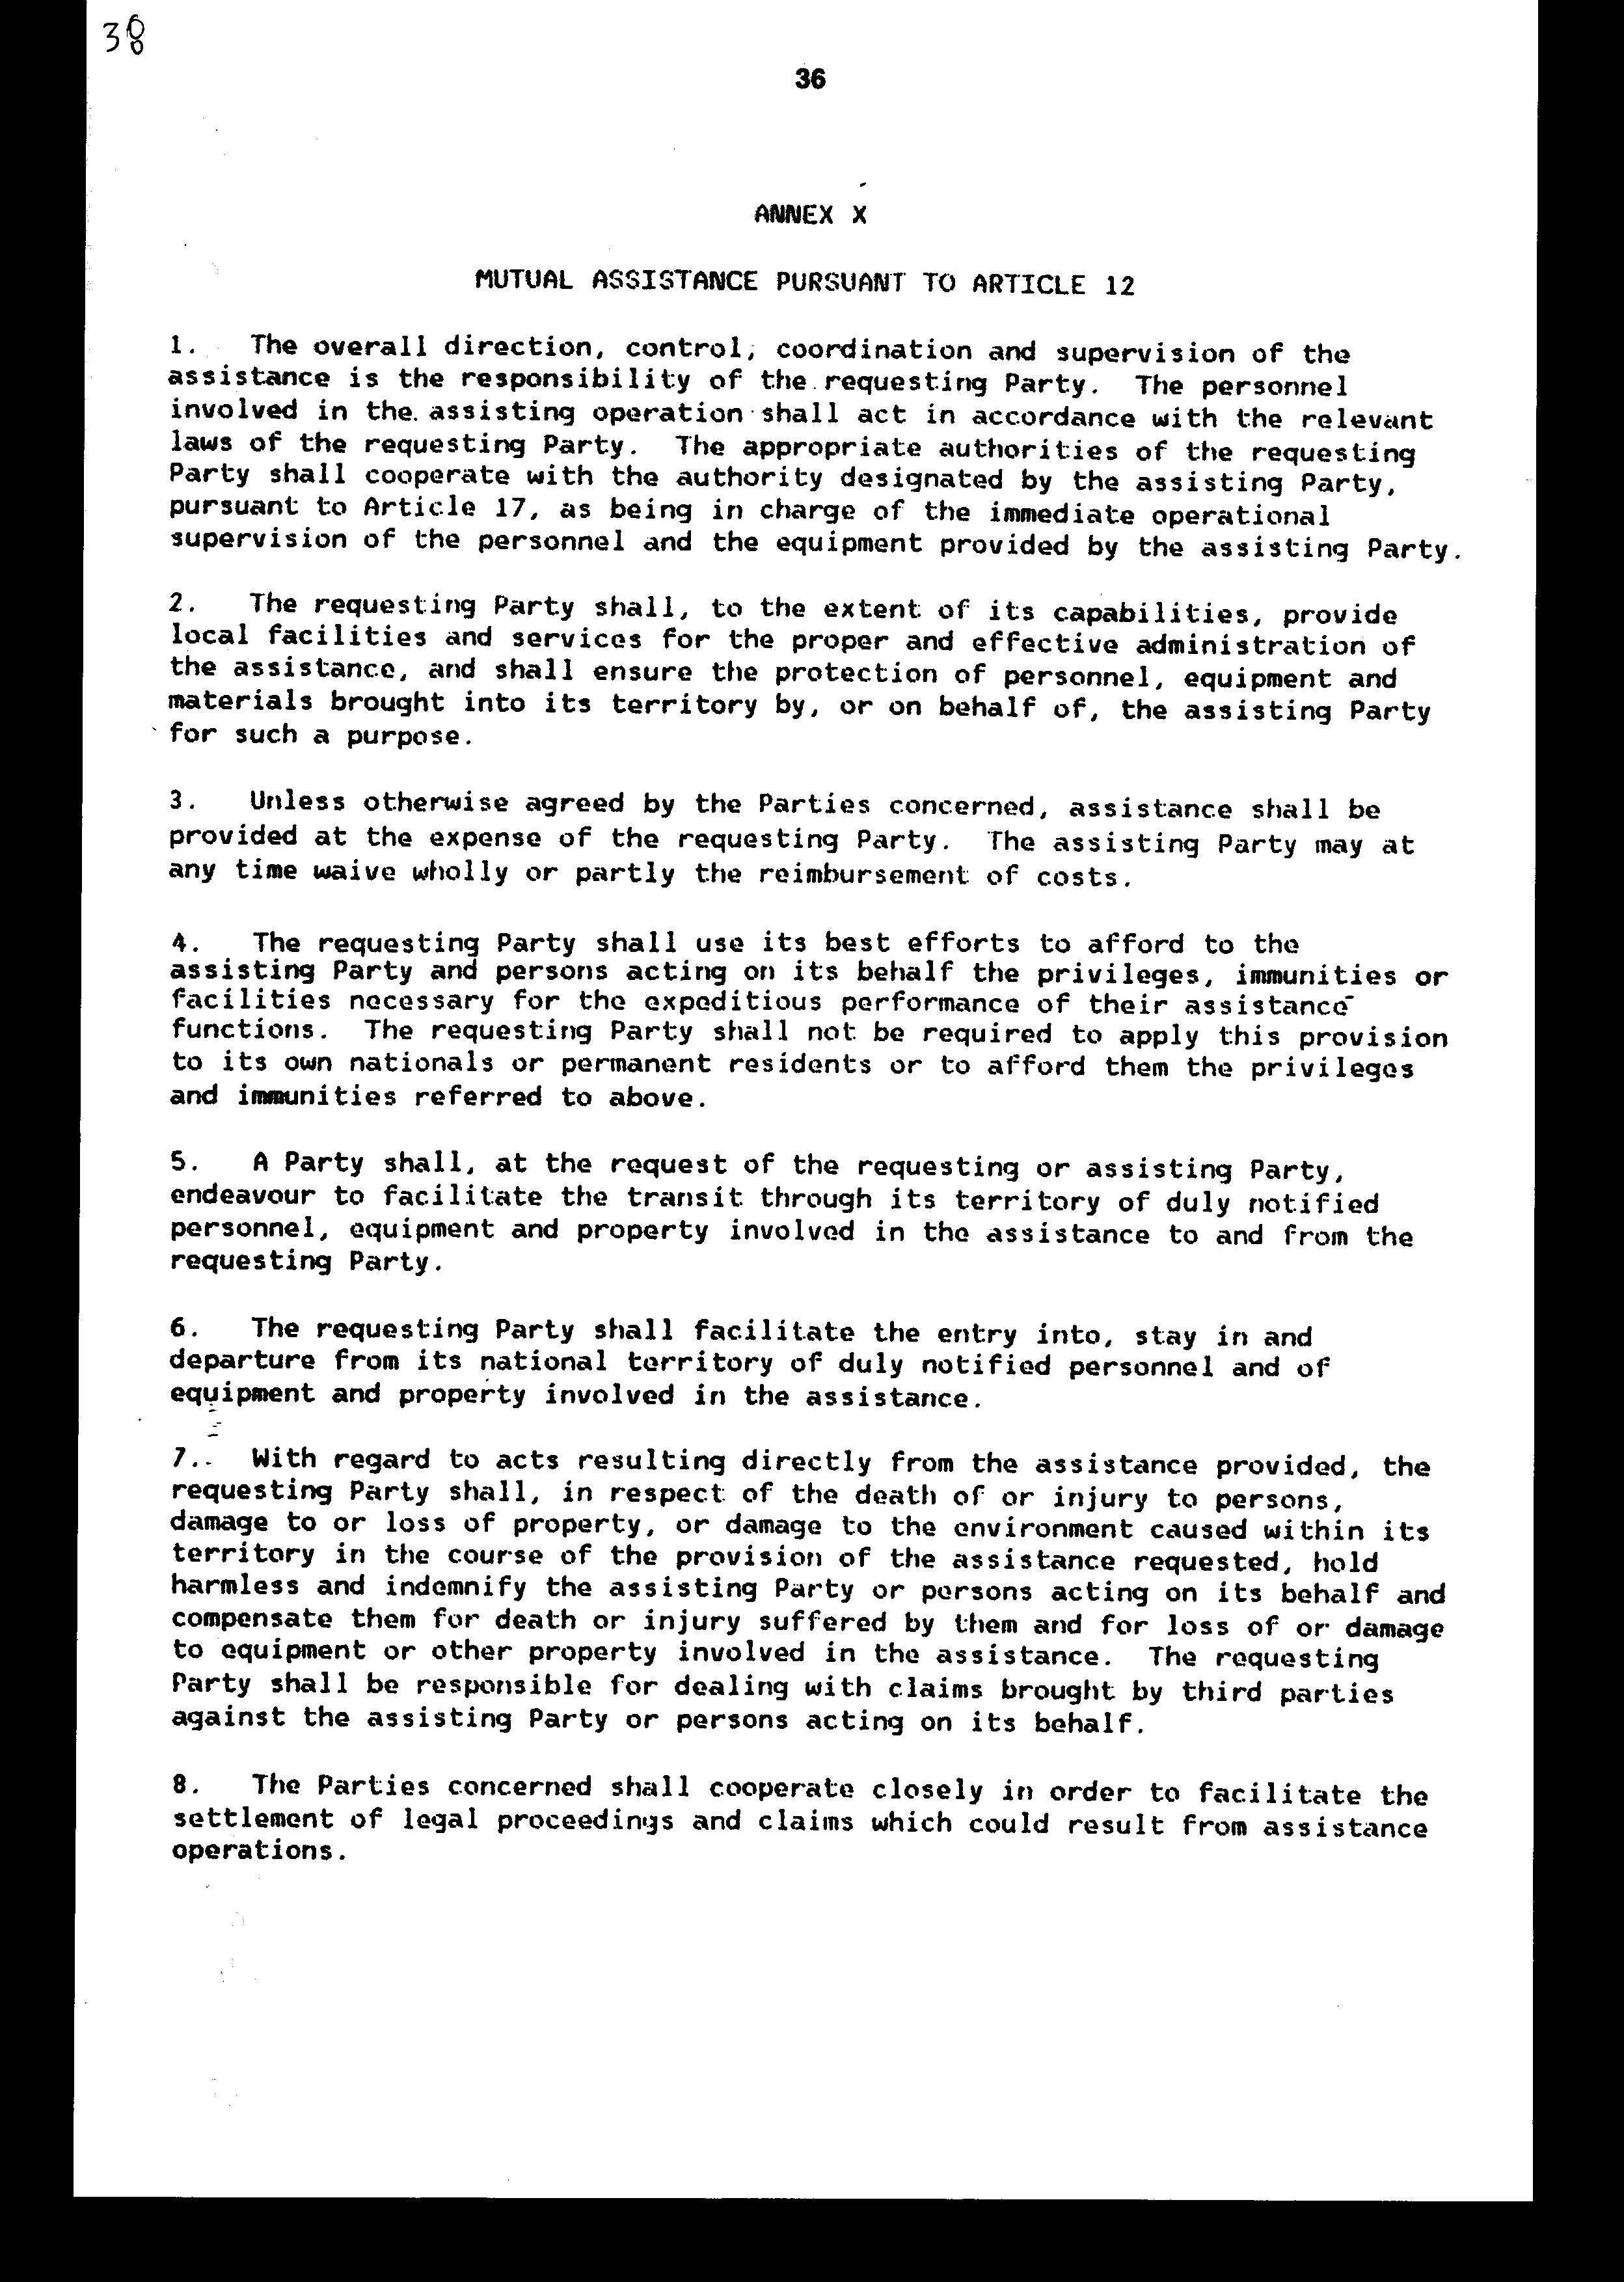 38
36
ANNEX X
MUTUAL ASSISTANCE PURSUANT TO ARTICLE 12
1. The overall direction, control, coordination and supervision of the
assistance is the responsibility of the requesting Party. The personnel
involved in the assisting operation shall act in accordance with the relevant
laws of the requesting Party. The appropriate authorities of the requesting
Party shall cooperate with the authority designated by the assisting Party,
pursuant to Article 17, as being in charge of the immediate operational
supervision of the personnel and the equipment provided by the assisting Party.
2. The requesting Party shall, to the extent of its capabilities, provide
local facilities and services for the proper and effective administration of
the assistance, and shall ensure the protection of personnel, equipment and
materials brought into its territory by, or on behalf of, the assisting Party
for such a purpose.
3. Unless otherwise agreed by the Parties concerned, assistance shall be
provided at the expense of the requesting Party. The assisting Party may at
any time waive wholly or partly the reimbursement of costs.
4. The requesting Party shall use its best efforts to afford to the
assisting Party and persons acting on its behalf the privileges, immunities or
facilities necessary for the expeditious performance of their assistance
functions. The requesting Party shall not be required to apply this provision
to its own nationals or permanent residents or to afford them the privileges
and immunities referred to above.
5. A Party shall, at the request of the requesting or assisting Party,
endeavour to facilitate the transit through its territory of duly notified
personnel, equipment and property involved in the assistance to and from the
requesting Party.
6. The requesting Party shall facilitate the entry into, stay in and
departure from its national territory of duly notified personnel and of
equipment and property involved in the assistance.
7. With regard to acts resulting directly from the assistance provided, the
requesting Party shall, in respect of the death of or injury to persons,
damage to or loss of property, or damage to the environment caused within its
territory in the course of the provision of the assistance requested, hold
harmless and indemnify the assisting Party or persons acting on its behalf and
compensate them for death or injury suffered by them and for loss of or damage
to equipment or other property involved in the assistance. The requesting
Party shall be responsible for dealing with claims brought by third parties
against the assisting Party or persons acting on its behalf.
8. The Parties concerned shall cooperate closely in order to facilitate the
settlement of legal proceedings and claims which could result from assistance
operations.